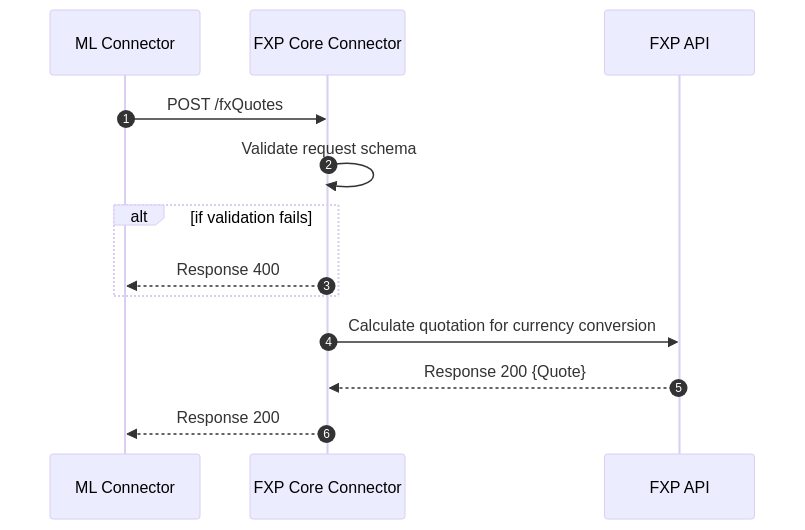 ML Connector
FXP Core Connector
FXP API
POST /fxQuotes
1
Validate request schema
2
alt
[if validation fails]
Response 400
3
Calculate quotation for currency conversion
4
Response 200 {Quote}
5
Response 200
6
ML Connector
FXP Core Connector
FXP API